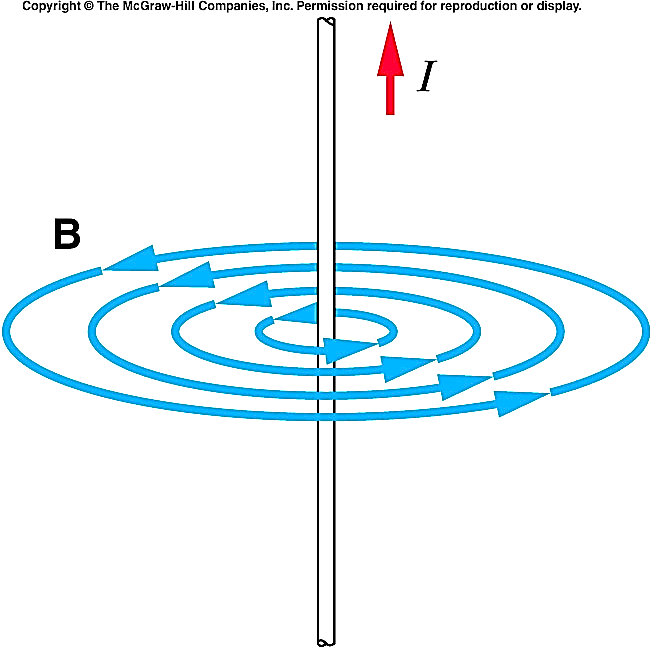 Copyright © The McGraw-Hill Companies, Inc. Permission required for reproduction or display.
I
B